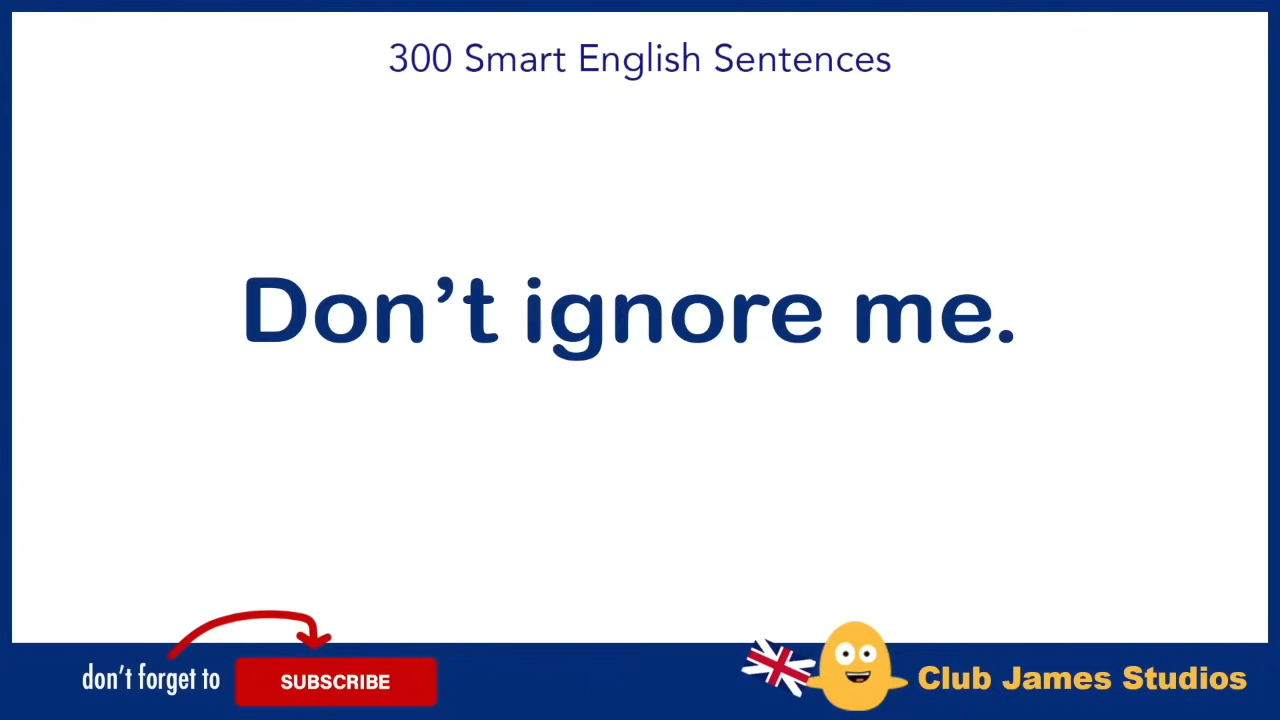 300 Smart English Sentences
Don’t ignore me.
don’t forget to SUBSCRIBE
Club James Studios